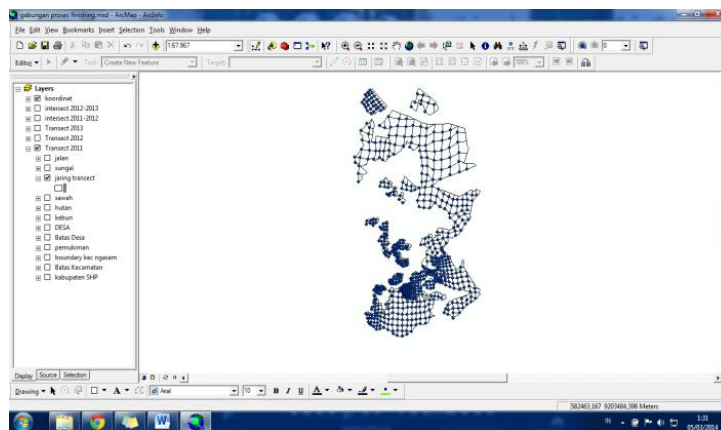 gabungan proses finishing.mxd - ArcMap - ArcInfo
File Edit View Bookmarks Insert Selection Tools Window Help
1:67.967
Editor Task: Create New Feature Target:
100%
Layers
koordinat
intersect 2012-2013
intersect 2011-2012
Transect 2013
Transect 2012
Transect 2011
jalan
sungai
jaring transect
sawah
hutan
kebun
DESA
Batas Desa
pemukiman
boundary kec ngasem
Batas Kecamatan
kabupaten SHP
Display Source Selection
Drawing A Arial 10 B I U A
582463,167 9203484,398 Meters
IN 1:31
05/03/2014